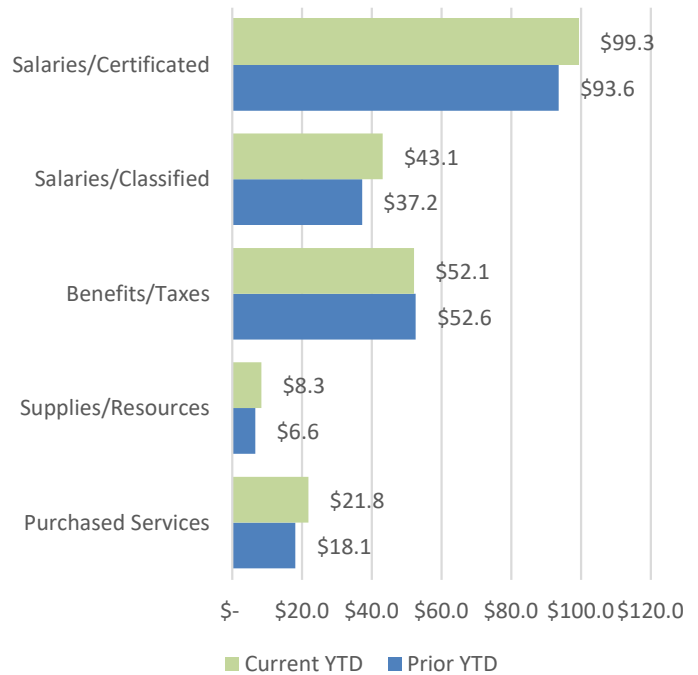 Salaries/Certificated
$99.3
$93.6
Salaries/Classified
$43.1
$37.2
Benefits/Taxes
$52.1
$52.6
Supplies/Resources
$8.3
$6.6
Purchased Services
$21.8
$18.1
$- $20.0 $40.0 $60.0 $80.0 $100.0 $120.0
Current YTD Prior YTD